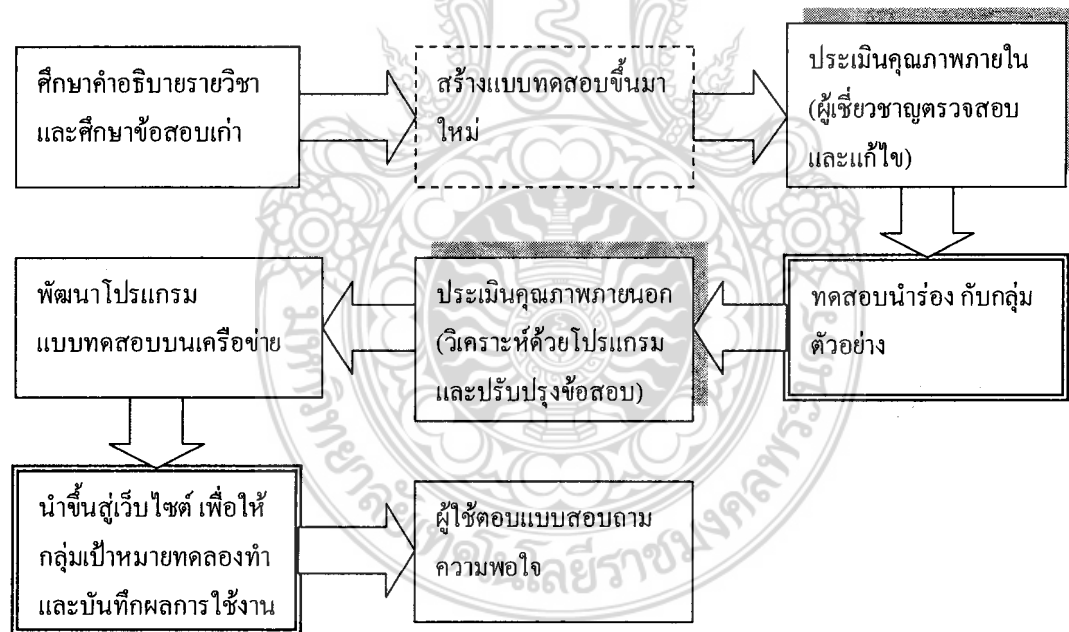 ศึกษาคำอธิบายรายวิชา
และศึกษาข้อสอบเก่า
สร้างแบบทดสอบขึ้นมา
ใหม่
ประเมินคุณภาพภายใน
(ผู้เชี่ยวชาญตรวจสอบ
และแก้ไข)
ทดสอบนำร่อง กับกลุ่ม
ตัวอย่าง
ประเมินคุณภาพภายนอก
(วิเคราะห์ด้วยโปรแกรม
และปรับปรุงข้อสอบ)
พัฒนาโปรแกรม
แบบทดสอบบนเครือข่าย
นำขึ้นสู่เว็บไซต์ เพื่อให้
กลุ่มเป้าหมายทดลองทำ
และบันทึกผลการใช้งาน
ผู้ใช้ตอบแบบสอบถาม
ความพอใจ